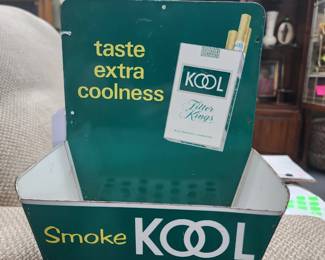 taste
extra
coolness
KOOL
Filter
Kings
Smoke KOOL